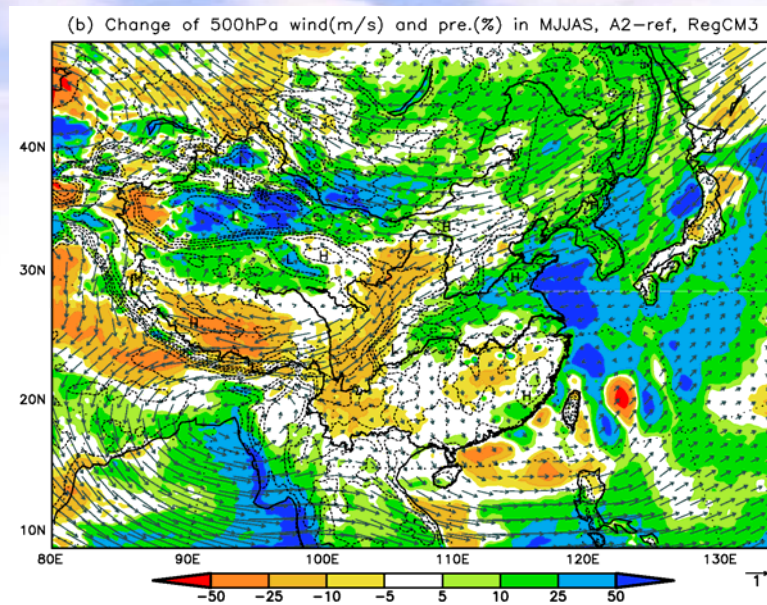 (b) Change of 500hPa wind(m/s) and pre.(%) in MJJAS, A2-ref, RegCM3
40N
30N
20N
10N
80E 90E 100E 110E 120E 130E
-50 -25 -10 -5 5 10 25 50
1